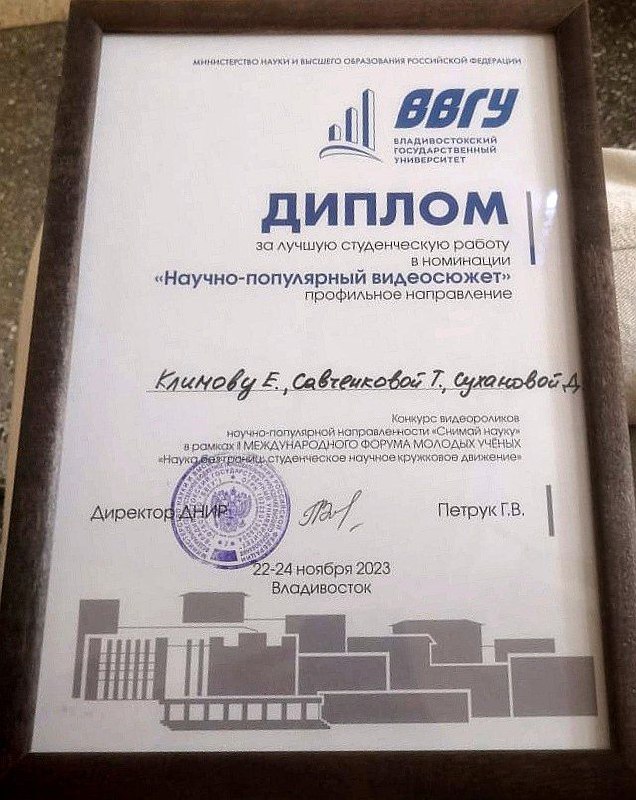 МИНИСТЕРСТВО НАУКИ И ВЫСШЕГО ОБРАЗОВАНИЯ РОССИЙСКОЙ ФЕДЕРАЦИИ
ВВГУ
ВЛАДИВОСТОКСКИЙ
ГОСУДАРСТВЕННЫЙ
УНИВЕРСИТЕТ
ДИПЛОМ
за лучшую студенческую работу
в номинации
«Научно-популярный видеосюжет»
профильное направление
Климову Е., Савченковой Т., Сухановой Д.
Конкурс видеороликов
научно-популярной направленности «Снимай науку»
в рамках II МЕЖДУНАРОДНОГО ФОРУМА МОЛОДЫХ УЧЁНЫХ
«Наука без границ, студенческое научное кружковое движение»
Директор ДНИР
Петрук Г.В.
22-24 ноября 2023
Владивосток